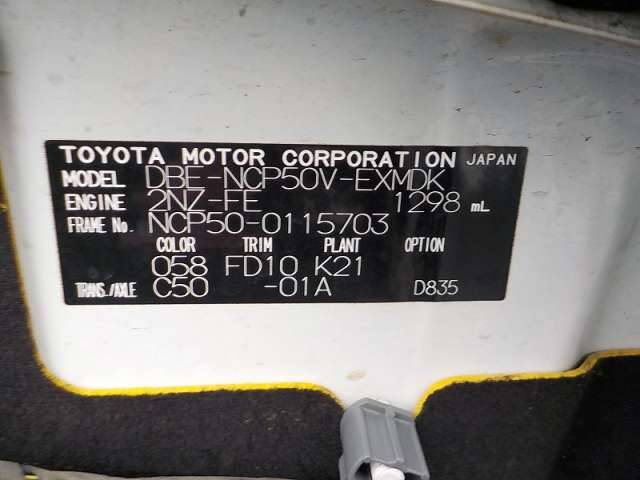 TOYOTA MOTOR CORPORATION JAPAN
MODEL DBE-NCP50V-EXMDK
ENGINE 2NZ-FE 1298 mL
FRAME No. NCP50-0115703
COLOR TRIM PLANT OPTION
058 FD10 K21
TRANS./AXLE C50 -01A D835